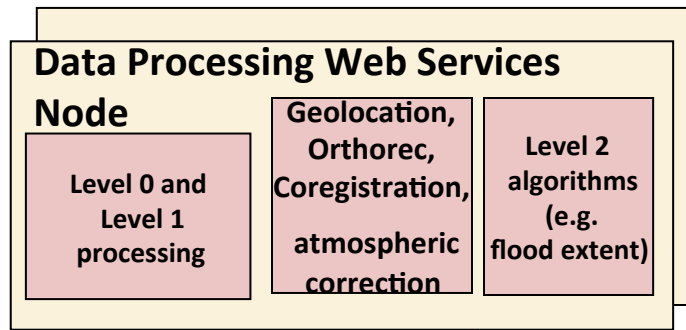 Data Processing Web Services
Node
Level 0 and
Level 1
processing
Geolocation,
Orthorec,
Coregistration,
atmospheric
correction
Level 2
algorithms
(e.g.
flood extent)